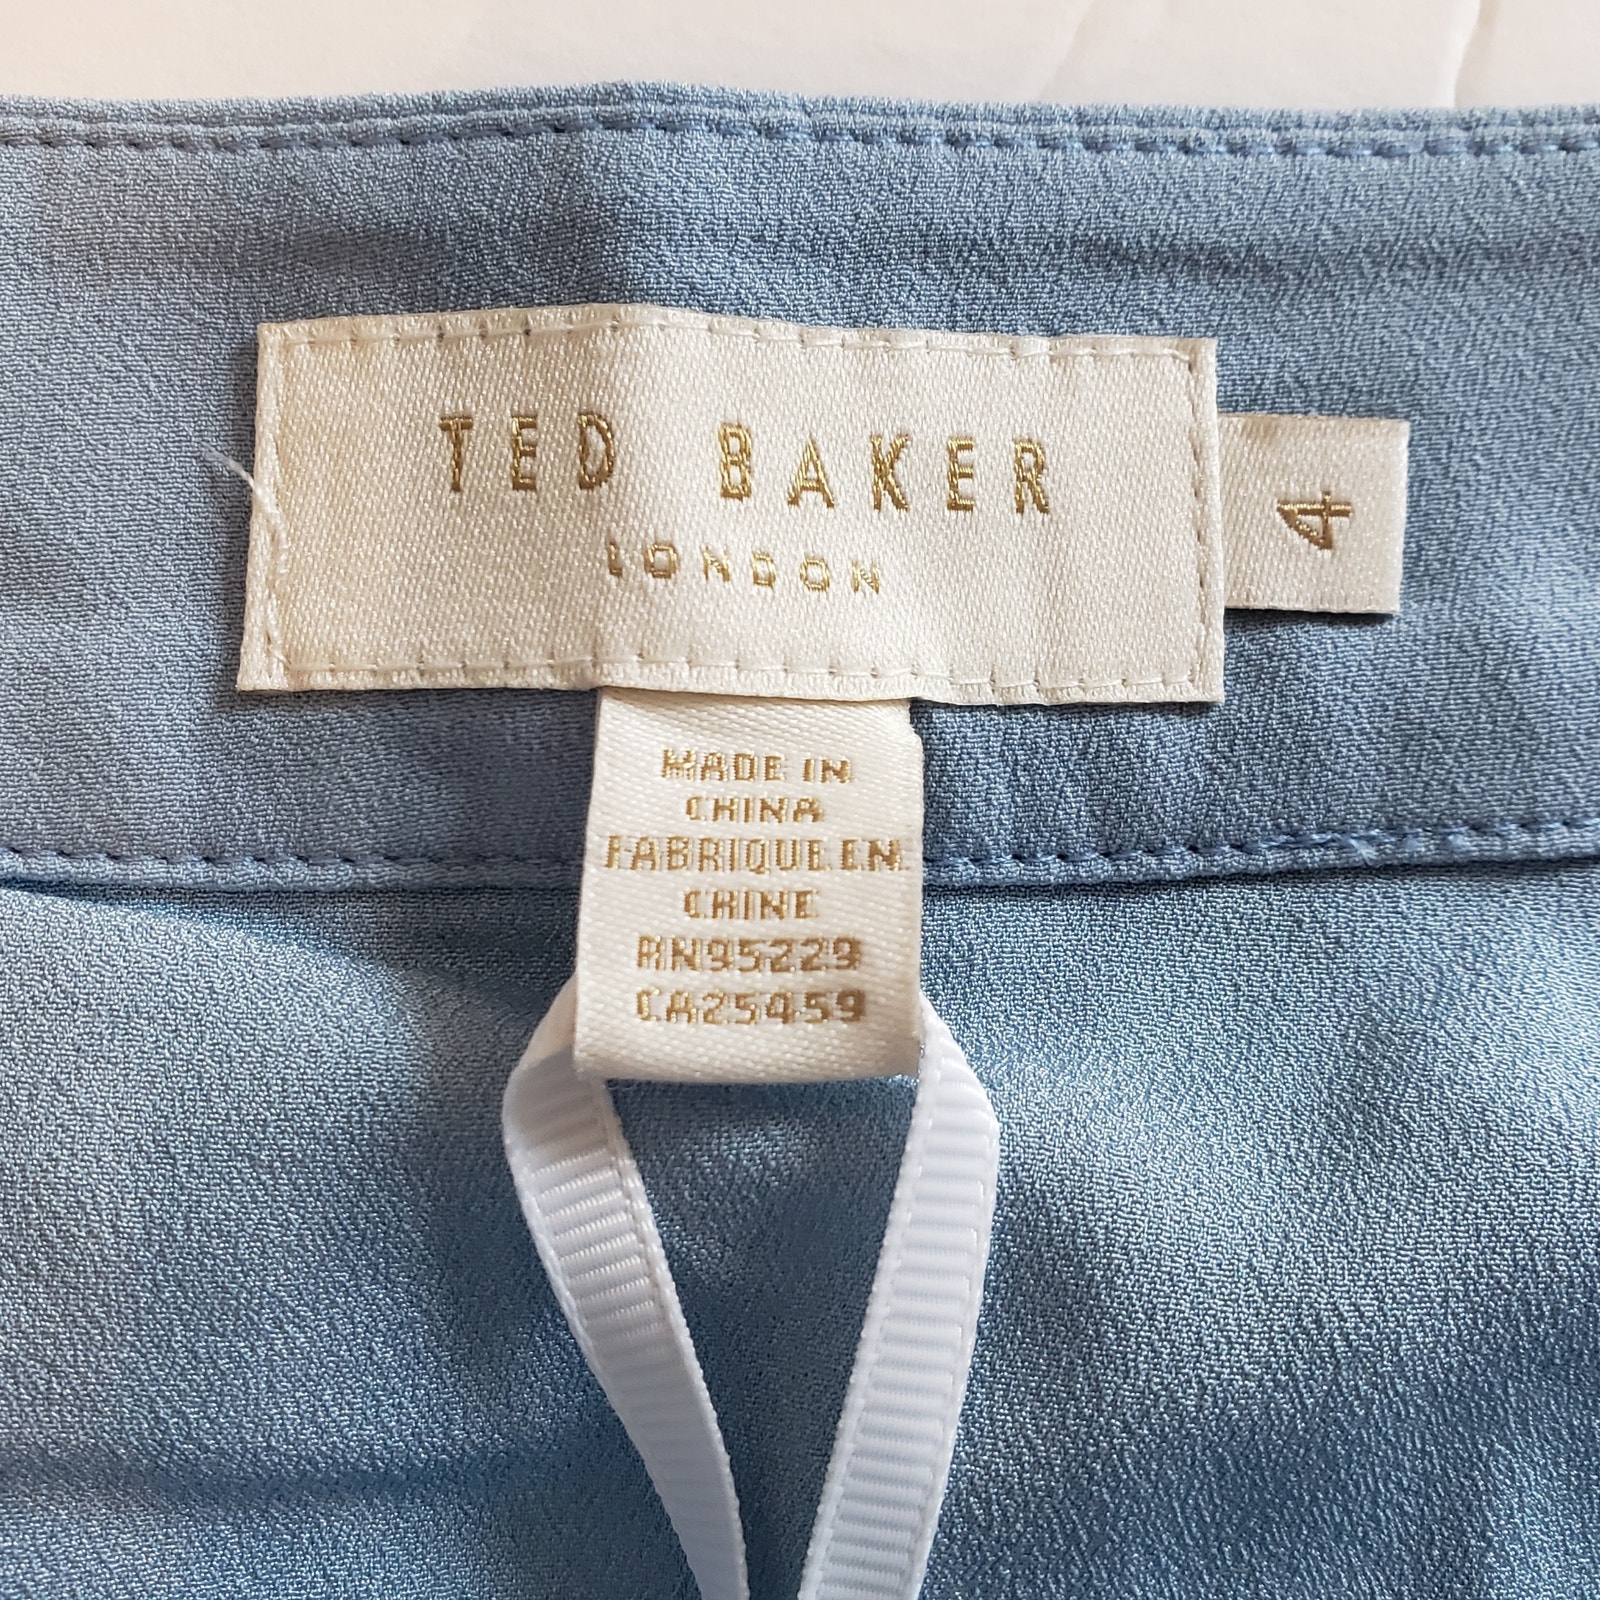 TED BAKER
LONDON
4
MADE IN
CHINA
FABRIQUE EN
CHINE
RN95229
CA25459